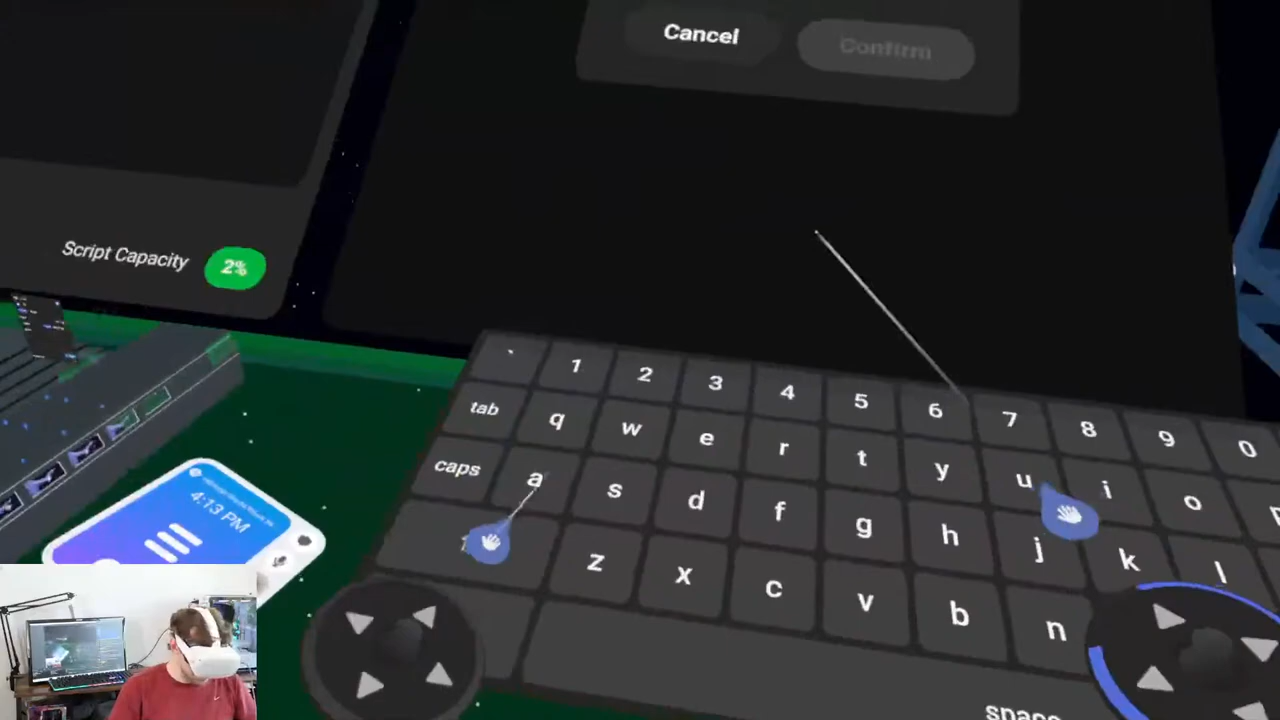 Cancel
Confirm
Script Capacity
2%
` 1 2 3 4 5 6 7 8 9 0
tab q w e r t y u i o
caps a s d f g h j k l
z x c v b n
space
4:13 PM